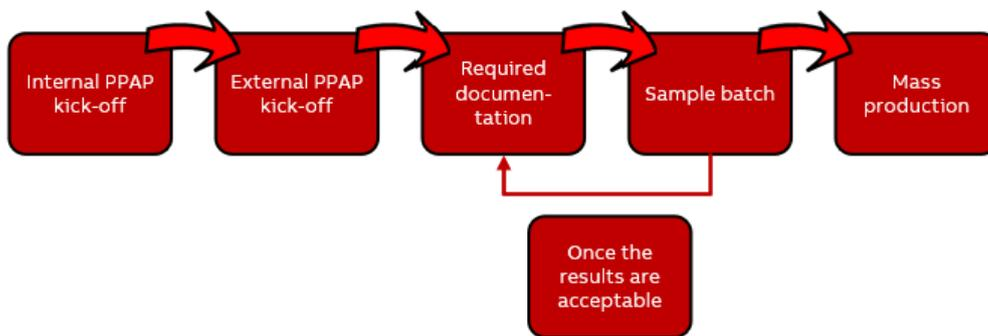 Internal PPAP
kick-off
External PPAP
kick-off
Required
documen-
tation
Sample batch
Mass
production
Once the
results are
acceptable